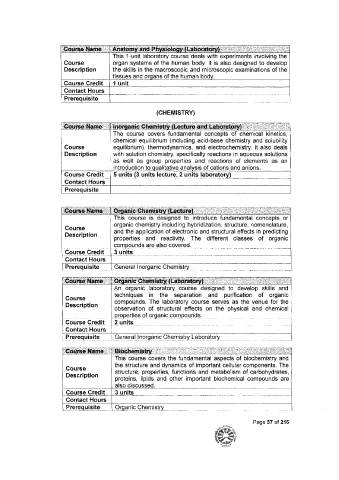 Course Name Anatomy and Physiology (Laboratory)
This 1-unit laboratory course deals with experiments involving the
Course organ systems of the human body. It is also designed to develop
Description the skills in the macroscopic and microscopic examinations of the
tissues and organs of the human body.
Course Credit 1 unit
Contact Hours
Prerequisite
(CHEMISTRY)
Course Name Inorganic Chemistry (Lecture and Laboratory)
The course covers fundamental concepts of chemical kinetics,
chemical equilibrium (including acid-base chemistry and solubility
Course equilibrium), thermodynamics, and electrochemistry. It also deals
Description with solution chemistry, specifically reactions in aqueous solutions
as well as group properties and reactions of elements as an
introduction to qualitative analysis of cations and anions.
Course Credit 5 units (3 units lecture, 2 units laboratory)
Contact Hours
Prerequisite
Course Name Organic Chemistry (Lecture)
This course is designed to introduce fundamental concepts or
Course organic chemistry including hybridization, structure, nomenclature,
Description and the application of electronic and structural effects in predicting
properties and reactivity. The different classes of organic
compounds are also covered.
Course Credit 3 units
Contact Hours
Prerequisite General Inorganic Chemistry
Course Name Organic Chemistry (Laboratory)
An organic laboratory course designed to develop skills and
Course techniques in the separation and purification of organic
Description compounds. The laboratory course serves as the venue for the
observation of structural effects on the physical and chemical
properties of organic compounds.
Course Credit 2 units
Contact Hours
Prerequisite General Inorganic Chemistry Laboratory
Course Name Biochemistry
This course covers the fundamental aspects of biochemistry and
Course the structure and dynamics of important cellular components. The
Description structure, properties, functions and metabolism of carbohydrates,
proteins, lipids and other important biochemical compounds are
also discussed.
Course Credit 3 units
Contact Hours
Prerequisite Organic Chemistry
Page 57 of 216